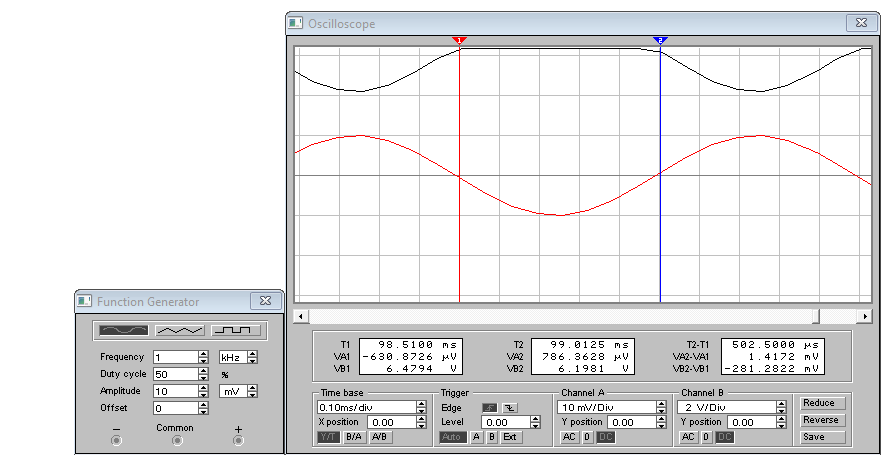 Oscilloscope
1 2
T1 98.5100 ms T2 99.0125 ms T2-T1 502.5000 µs
VA1 -630.8726 µV VA2 786.3628 µV VA2-VA1 1.4172 mV
VB1 6.4794 V VB2 6.1981 V VB2-VB1 -281.2822 mV
Time base Trigger Channel A Channel B
0.10ms/div Edge 10 mV/Div 2 V/Div Reduce
X position 0.00 Level 0.00 Y position 0.00 Y position 0.00 Reverse
Y/T B/A A/B Auto A B Ext AC 0 DC AC 0 DC Save
Function Generator
Frequency 1 kHz
Duty cycle 50 %
Amplitude 10 mV
Offset 0
− Common +